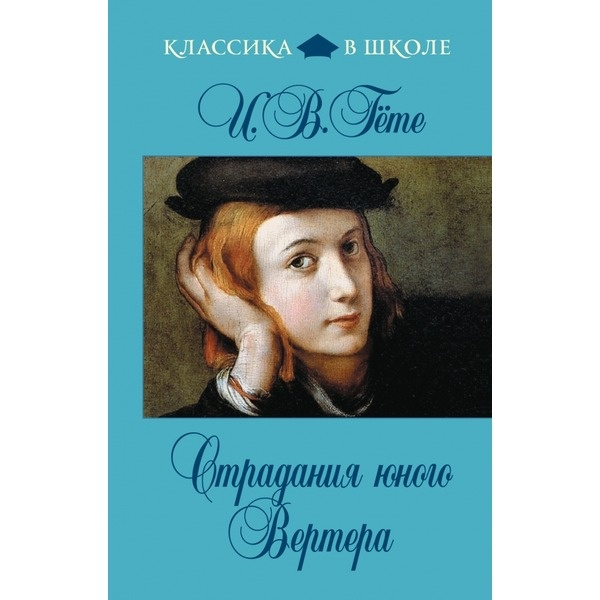 КЛАССИКА В ШКОЛЕ
И. В. Гёте
Страдания юного
Вертера